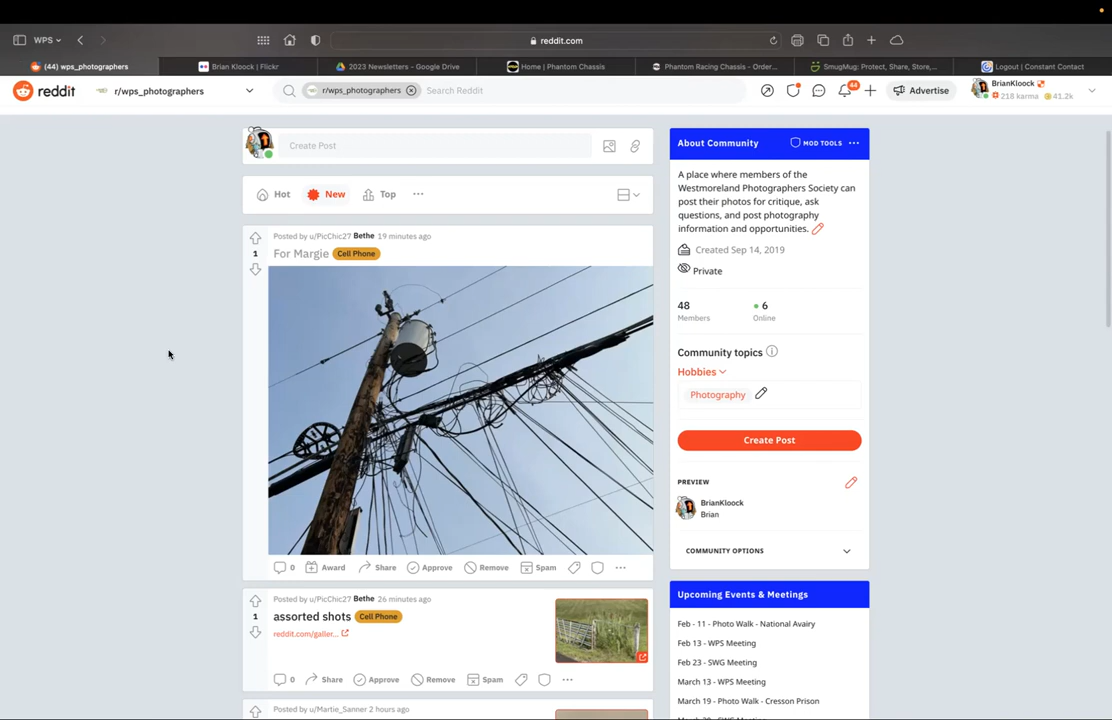 WPS
reddit.com
(44) wps_photographers
Brian Kloock | Flickr
2023 Newsletters - Google Drive
Home | Phantom Chassis
Phantom Racing Chassis - Order...
SmugMug: Protect, Share, Store,...
Logout | Constant Contact
reddit
r/wps_photographers
r/wps_photographers
Search Reddit
44
Advertise
BrianKloock
218 karma 41.2k
Create Post
Hot
New
Top
Posted by u/PicChic27 Bethe 19 minutes ago
1
For Margie Cell Phone
0 Award Share Approve Remove Spam
Posted by u/PicChic27 Bethe 26 minutes ago
1
assorted shots Cell Phone
reddit.com/galler...
0 Share Approve Remove Spam
Posted by u/Martie_Sanner 2 hours ago
About Community
MOD TOOLS
A place where members of the
Westmoreland Photographers Society can
post their photos for critique, ask
questions, and post photography
information and opportunities.
Created Sep 14, 2019
Private
48
Members
6
Online
Community topics
Hobbies
Photography
Create Post
PREVIEW
BrianKloock
Brian
COMMUNITY OPTIONS
Upcoming Events & Meetings
Feb - 11 - Photo Walk - National Avairy
Feb 13 - WPS Meeting
Feb 23 - SWG Meeting
March 13 - WPS Meeting
March 19 - Photo Walk - Cresson Prison